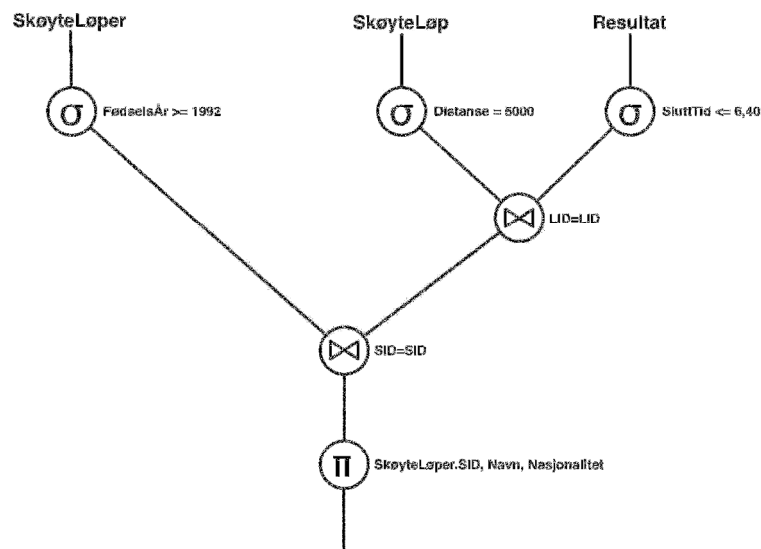 SkøyteLøper
SkøyteLøp
Resultat
σ FødselsÅr >= 1992
σ Distanse = 5000
σ SluttTid <= 6,40
⋈ LID=LID
⋈ SID=SID
π SkøyteLøper.SID, Navn, Nasjonalitet